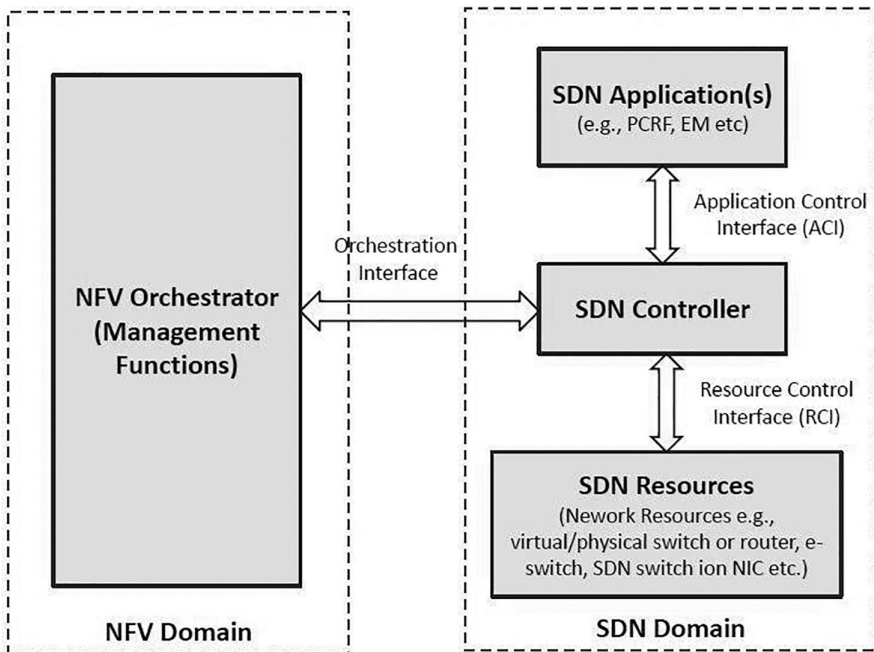 NFV Orchestrator
(Management
Functions)
NFV Domain
Orchestration
Interface
SDN Application(s)
(e.g., PCRF, EM etc)
Application Control
Interface (ACI)
SDN Controller
Resource Control
Interface (RCI)
SDN Resources
(Nework Resources e.g.,
virtual/physical switch or router, e-
switch, SDN switch ion NIC etc.)
SDN Domain